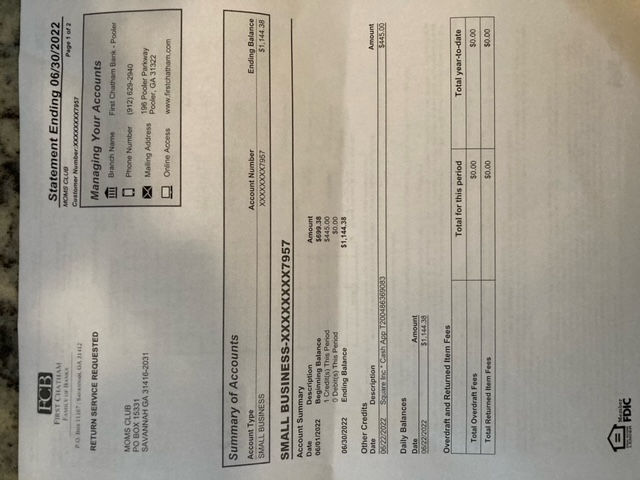 FCB
FIRST CHATHAM
FAMILY OF BANKS
P.O. Box 11167 / SAVANNAH, GA 31412
RETURN SERVICE REQUESTED
MOMS CLUB
PO BOX 15331
SAVANNAH GA 31416-2031
Statement Ending 06/30/2022
MOMS CLUB Page 1 of 2
Customer Number:XXXXXXXX7957
Managing Your Accounts
Branch Name First Chatham Bank - Pooler
Phone Number (912) 629-2940
Mailing Address 196 Pooler Parkway
Pooler, GA 31322
Online Access www.firstchatham.com
Summary of Accounts
Account Type Account Number Ending Balance
SMALL BUSINESS XXXXXXXX7957 $1,144.38
SMALL BUSINESS-XXXXXXXX7957
Account Summary
Date Description Amount
06/01/2022 Beginning Balance $699.38
1 Credit(s) This Period $445.00
0 Debit(s) This Period $0.00
06/30/2022 Ending Balance $1,144.38
Other Credits
Date Description Amount
06/22/2022 Square Inc * Cash App T200486369083 $445.00
Daily Balances
Date Amount
06/22/2022 $1,144.38
Overdraft and Returned Item Fees
Total for this period Total year-to-date
Total Overdraft Fees $0.00 $0.00
Total Returned Item Fees $0.00 $0.00
Member
FDIC